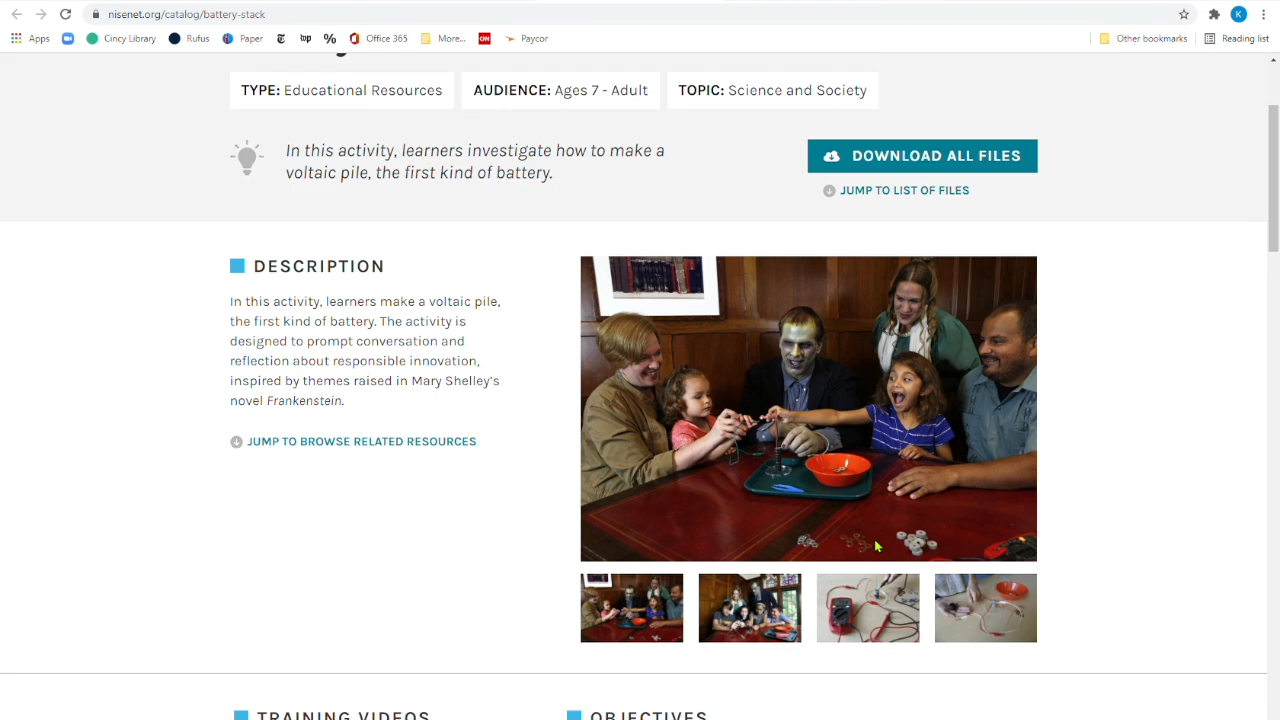 nisenet.org/catalog/battery-stack
K
Apps
Cincy Library
Rufus
Paper
top
%
Office 365
More...
CNN
Paycor
Other bookmarks
Reading list
TYPE: Educational Resources
AUDIENCE: Ages 7 - Adult
TOPIC: Science and Society
In this activity, learners investigate how to make a
voltaic pile, the first kind of battery.
DOWNLOAD ALL FILES
JUMP TO LIST OF FILES
DESCRIPTION
In this activity, learners make a voltaic pile,
the first kind of battery. The activity is
designed to prompt conversation and
reflection about responsible innovation,
inspired by themes raised in Mary Shelley's
novel Frankenstein.
JUMP TO BROWSE RELATED RESOURCES
TRAINING VIDEOS
OBJECTIVES